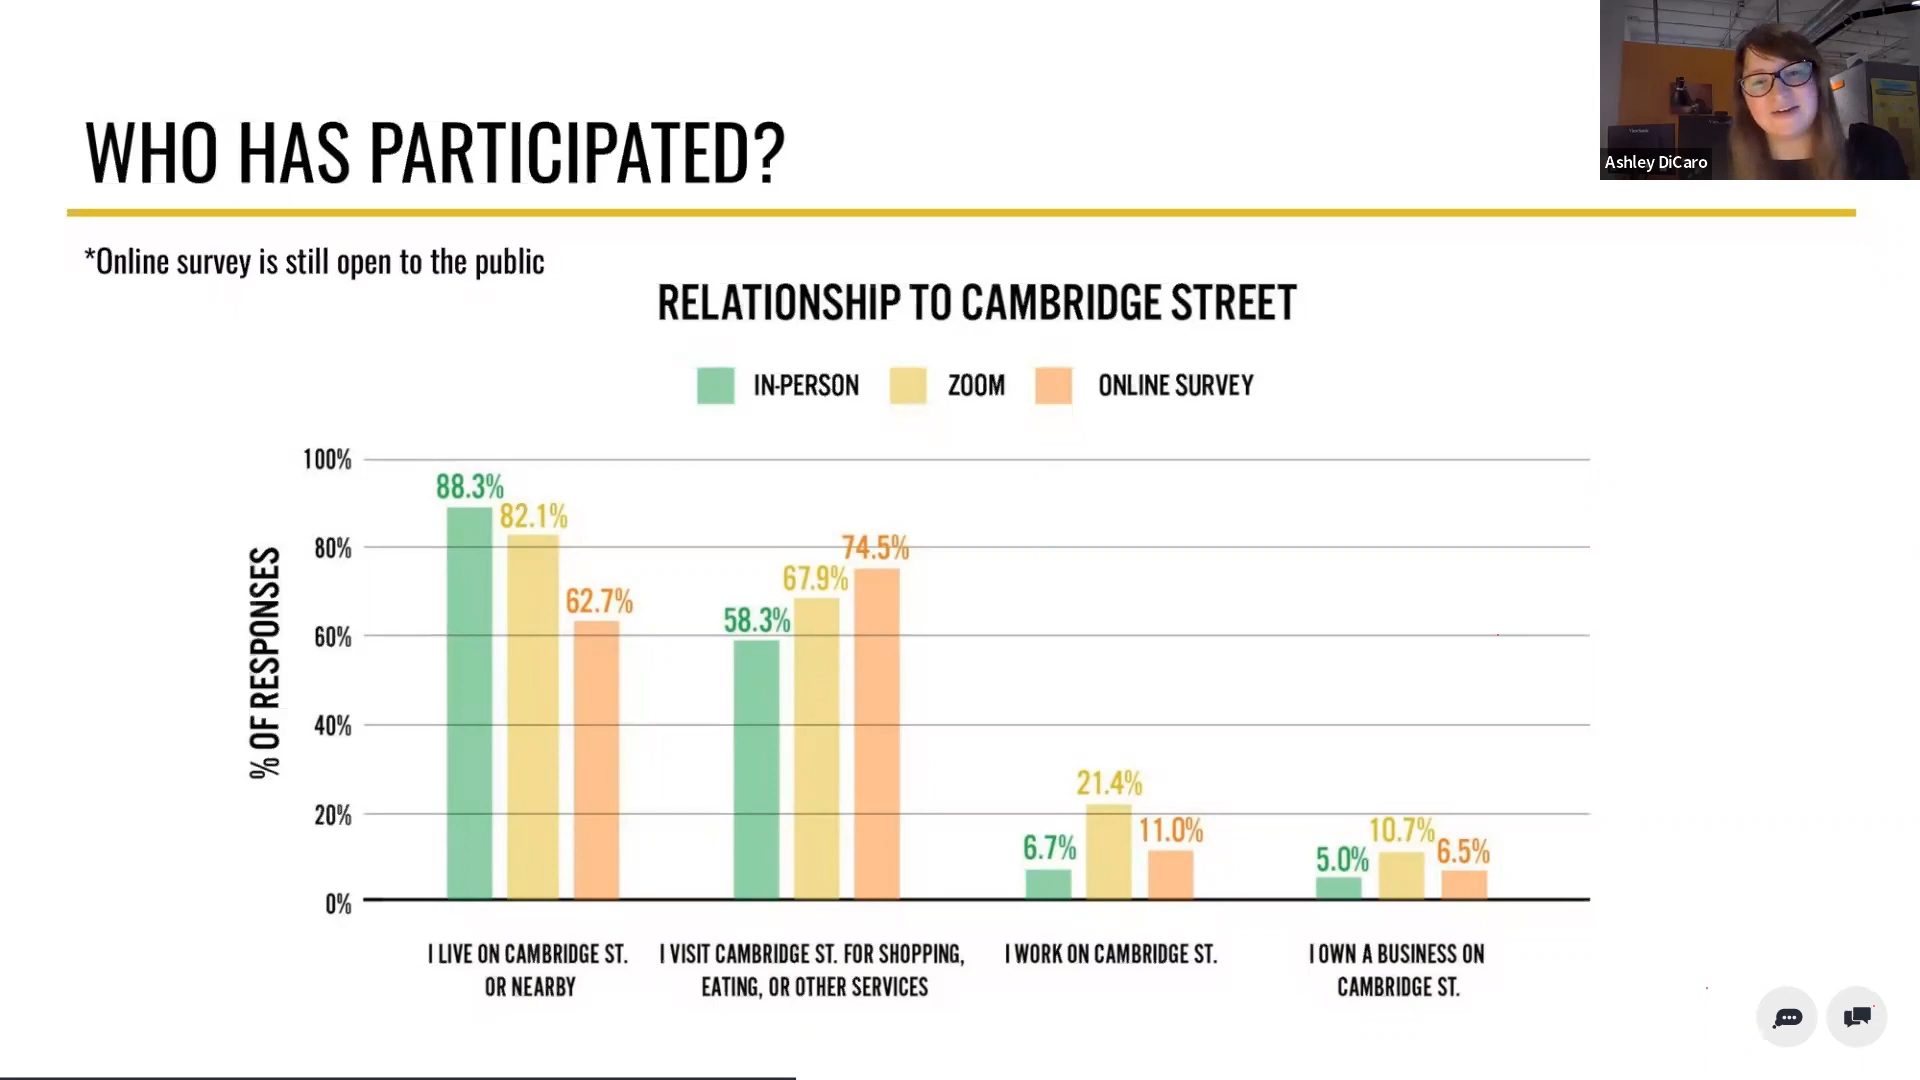 WHO HAS PARTICIPATED?
Ashley DiCaro
*Online survey is still open to the public
RELATIONSHIP TO CAMBRIDGE STREET
IN-PERSON ZOOM ONLINE SURVEY
% OF RESPONSES
100%
80%
60%
40%
20%
0%
88.3%
82.1%
62.7%
58.3%
67.9%
74.5%
6.7%
21.4%
11.0%
5.0%
10.7%
6.5%
I LIVE ON CAMBRIDGE ST.
OR NEARBY
I VISIT CAMBRIDGE ST. FOR SHOPPING,
EATING, OR OTHER SERVICES
I WORK ON CAMBRIDGE ST.
I OWN A BUSINESS ON
CAMBRIDGE ST.